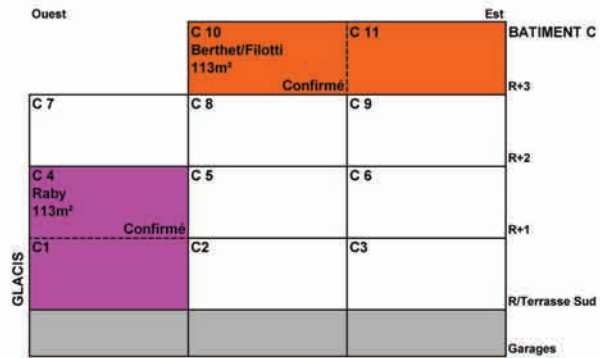 Ouest
Est
C 10
C 11
BATIMENT C
Berthet/Filotti
113m²
Confirmé
R+3
C 7
C 8
C 9
R+2
C 4
C 5
C 6
Raby
113m²
Confirmé
R+1
GLACIS
C1
C2
C3
R/Terrasse Sud
Garages